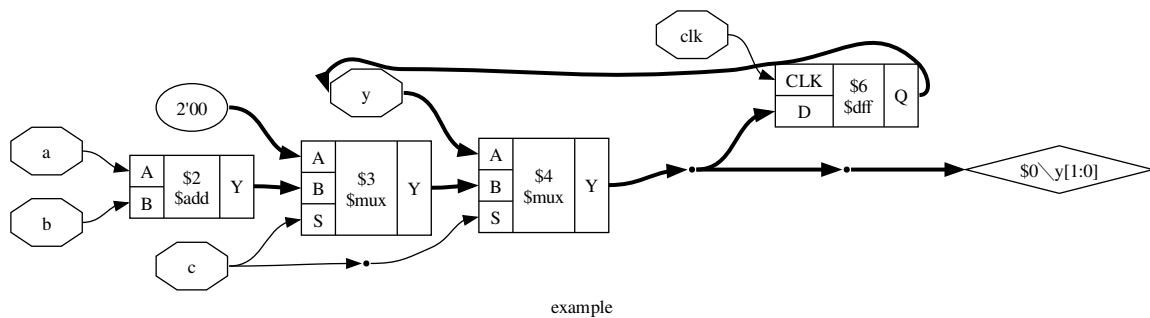 clk
CLK
D
$6
$dff
Q
y
2'00
a
b
A
B
$2
$add
Y
A
B
S
$3
$mux
Y
A
B
S
$4
$mux
Y
$0\y[1:0]
c
example